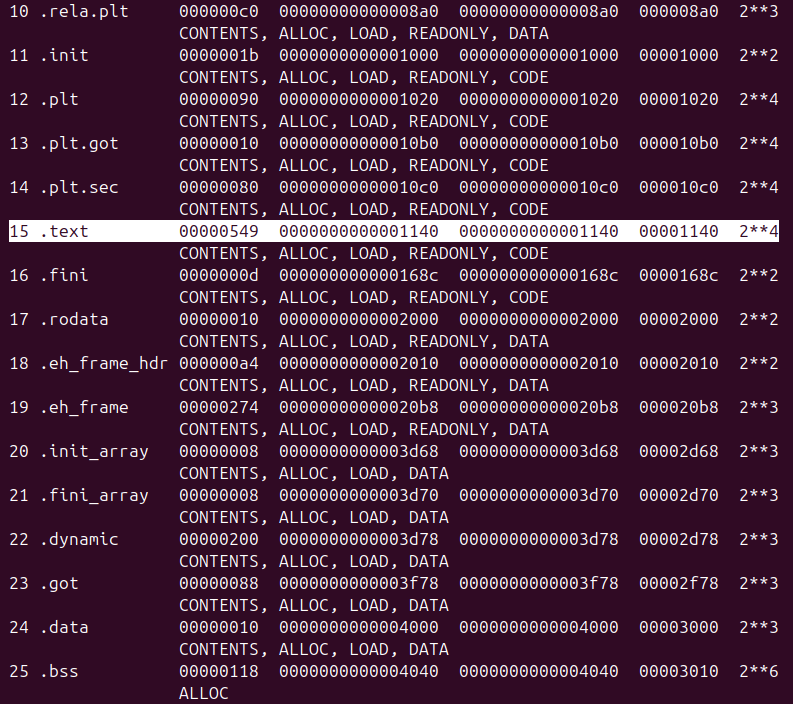 10 .rela.plt 000000c0 00000000000008a0 00000000000008a0 000008a0 2**3
CONTENTS, ALLOC, LOAD, READONLY, DATA
11 .init 0000001b 0000000000001000 0000000000001000 00001000 2**2
CONTENTS, ALLOC, LOAD, READONLY, CODE
12 .plt 00000090 0000000000001020 0000000000001020 00001020 2**4
CONTENTS, ALLOC, LOAD, READONLY, CODE
13 .plt.got 00000010 00000000000010b0 00000000000010b0 000010b0 2**4
CONTENTS, ALLOC, LOAD, READONLY, CODE
14 .plt.sec 00000080 00000000000010c0 00000000000010c0 000010c0 2**4
CONTENTS, ALLOC, LOAD, READONLY, CODE
15 .text 00000549 0000000000001140 0000000000001140 00001140 2**4
CONTENTS, ALLOC, LOAD, READONLY, CODE
16 .fini 0000000d 000000000000168c 000000000000168c 0000168c 2**2
CONTENTS, ALLOC, LOAD, READONLY, CODE
17 .rodata 00000010 0000000000002000 0000000000002000 00002000 2**2
CONTENTS, ALLOC, LOAD, READONLY, DATA
18 .eh_frame_hdr 000000a4 0000000000002010 0000000000002010 00002010 2**2
CONTENTS, ALLOC, LOAD, READONLY, DATA
19 .eh_frame 00000274 00000000000020b8 00000000000020b8 000020b8 2**3
CONTENTS, ALLOC, LOAD, READONLY, DATA
20 .init_array 00000008 0000000000003d68 0000000000003d68 00002d68 2**3
CONTENTS, ALLOC, LOAD, DATA
21 .fini_array 00000008 0000000000003d70 0000000000003d70 00002d70 2**3
CONTENTS, ALLOC, LOAD, DATA
22 .dynamic 00000200 0000000000003d78 0000000000003d78 00002d78 2**3
CONTENTS, ALLOC, LOAD, DATA
23 .got 00000088 0000000000003f78 0000000000003f78 00002f78 2**3
CONTENTS, ALLOC, LOAD, DATA
24 .data 00000010 0000000000004000 0000000000004000 00003000 2**3
CONTENTS, ALLOC, LOAD, DATA
25 .bss 00000118 0000000000004040 0000000000004040 00003010 2**6
ALLOC